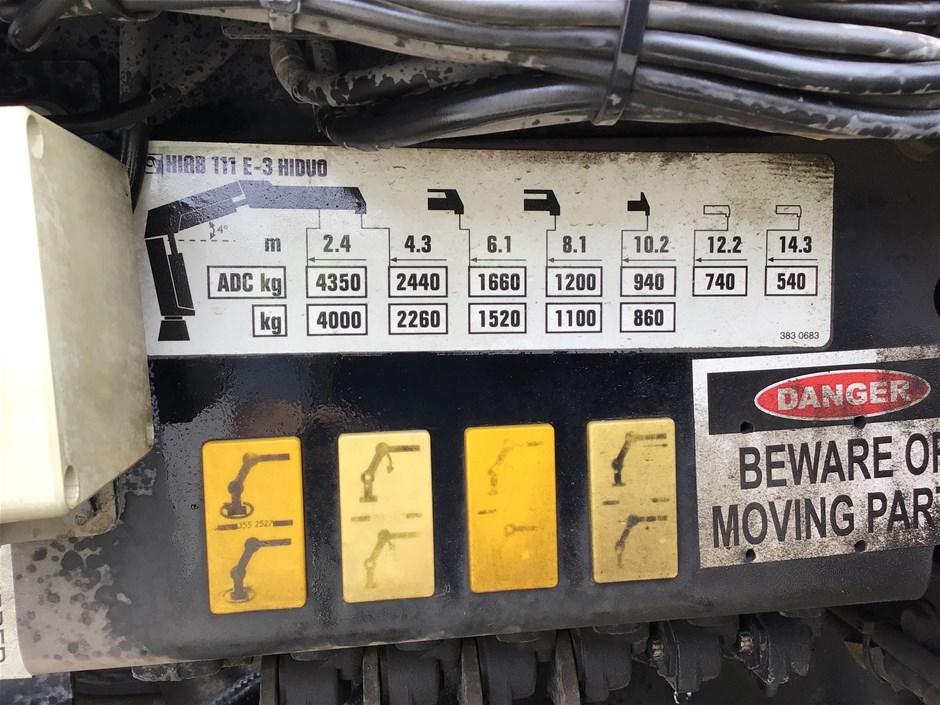 HIAB 111 E-3 HIDUO
4°
m 2.4 4.3 6.1 8.1 10.2 12.2 14.3
ADC kg 4350 2440 1660 1200 940 740 540
kg 4000 2260 1520 1100 860
383 0683
DANGER
BEWARE OF
MOVING PART
355 2527